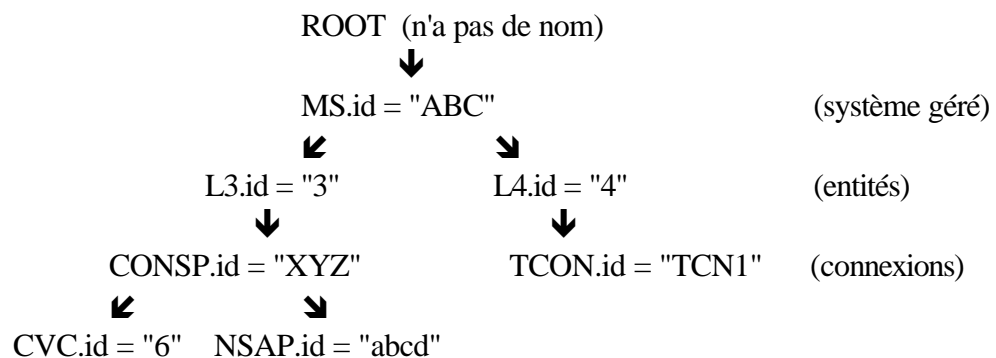 ROOT (n'a pas de nom)
MS.id = "ABC" (système géré)
L3.id = "3" L4.id = "4" (entités)
CONSP.id = "XYZ" TCON.id = "TCN1" (connexions)
CVC.id = "6" NSAP.id = "abcd"